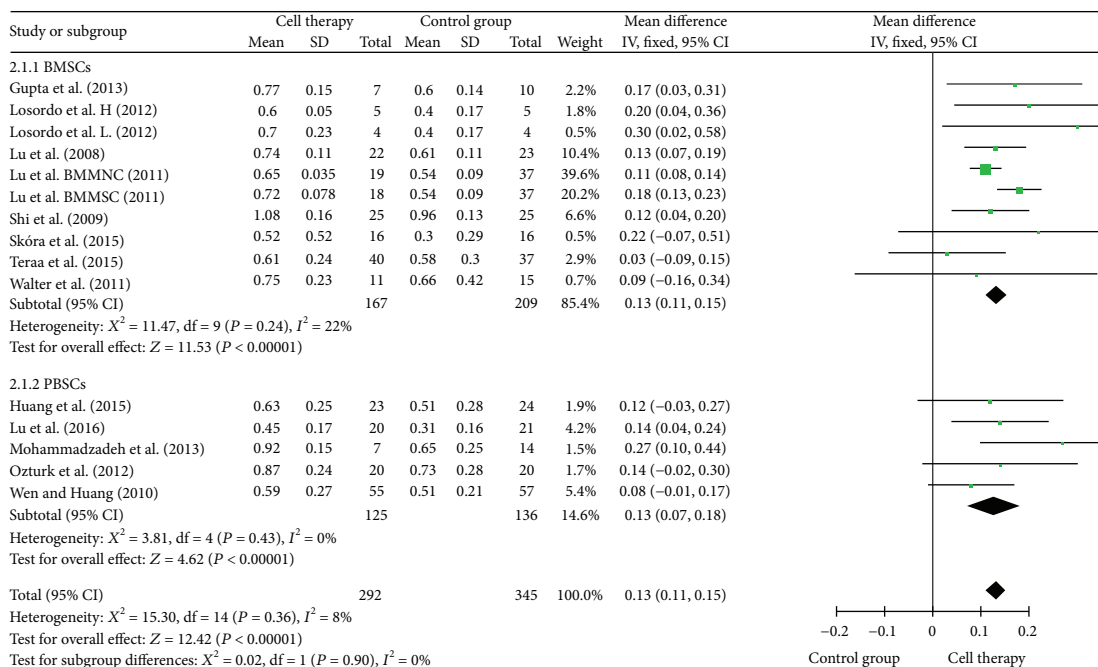 Study or subgroup Cell therapy Control group Mean difference Mean difference
Mean SD Total Mean SD Total Weight IV, fixed, 95% CI IV, fixed, 95% CI
2.1.1 BMSCs
Gupta et al. (2013) 0.77 0.15 7 0.6 0.14 10 2.2% 0.17 (0.03, 0.31)
Losordo et al. H (2012) 0.6 0.05 5 0.4 0.17 5 1.8% 0.20 (0.04, 0.36)
Losordo et al. L. (2012) 0.7 0.23 4 0.4 0.17 4 0.5% 0.30 (0.02, 0.58)
Lu et al. (2008) 0.74 0.11 22 0.61 0.11 23 10.4% 0.13 (0.07, 0.19)
Lu et al. BMMNC (2011) 0.65 0.035 19 0.54 0.09 37 39.6% 0.11 (0.08, 0.14)
Lu et al. BMMSC (2011) 0.72 0.078 18 0.54 0.09 37 20.2% 0.18 (0.13, 0.23)
Shi et al. (2009) 1.08 0.16 25 0.96 0.13 25 6.6% 0.12 (0.04, 0.20)
Skóra et al. (2015) 0.52 0.52 16 0.3 0.29 16 0.5% 0.22 (−0.07, 0.51)
Teraa et al. (2015) 0.61 0.24 40 0.58 0.3 37 2.9% 0.03 (−0.09, 0.15)
Walter et al. (2011) 0.75 0.23 11 0.66 0.42 15 0.7% 0.09 (−0.16, 0.34)
Subtotal (95% CI) 167 209 85.4% 0.13 (0.11, 0.15)
Heterogeneity: X² = 11.47, df = 9 (P = 0.24), I² = 22%
Test for overall effect: Z = 11.53 (P < 0.00001)
2.1.2 PBSCs
Huang et al. (2015) 0.63 0.25 23 0.51 0.28 24 1.9% 0.12 (−0.03, 0.27)
Lu et al. (2016) 0.45 0.17 20 0.31 0.16 21 4.2% 0.14 (0.04, 0.24)
Mohammadzadeh et al. (2013) 0.92 0.15 7 0.65 0.25 14 1.5% 0.27 (0.10, 0.44)
Ozturk et al. (2012) 0.87 0.24 20 0.73 0.28 20 1.7% 0.14 (−0.02, 0.30)
Wen and Huang (2010) 0.59 0.27 55 0.51 0.21 57 5.4% 0.08 (−0.01, 0.17)
Subtotal (95% CI) 125 136 14.6% 0.13 (0.07, 0.18)
Heterogeneity: X² = 3.81, df = 4 (P = 0.43), I² = 0%
Test for overall effect: Z = 4.62 (P < 0.00001)
Total (95% CI) 292 345 100.0% 0.13 (0.11, 0.15)
Heterogeneity: X² = 15.30, df = 14 (P = 0.36), I² = 8%
Test for overall effect: Z = 12.42 (P < 0.00001)
Test for subgroup differences: X² = 0.02, df = 1 (P = 0.90), I² = 0%
−0.2 −0.1 0 0.1 0.2
Control group Cell therapy